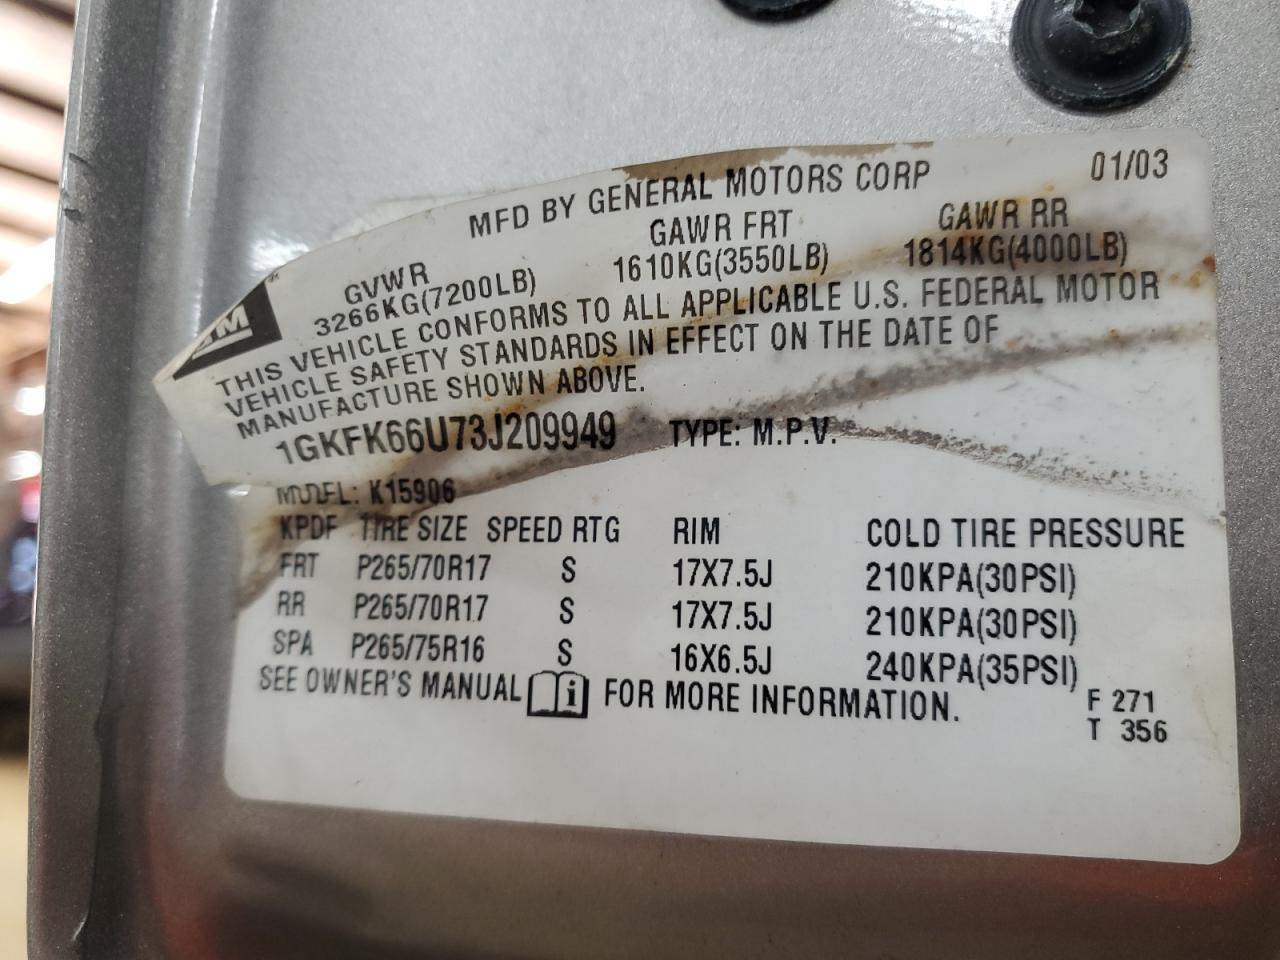 MFD BY GENERAL MOTORS CORP 01/03
GVWR GAWR FRT GAWR RR
3266KG(7200LB) 1610KG(3550LB) 1814KG(4000LB)
THIS VEHICLE CONFORMS TO ALL APPLICABLE U.S. FEDERAL MOTOR
VEHICLE SAFETY STANDARDS IN EFFECT ON THE DATE OF
MANUFACTURE SHOWN ABOVE.
1GKFK66U73J209949 TYPE: M.P.V.
MODEL: K15906
KPDF TIRE SIZE SPEED RTG RIM COLD TIRE PRESSURE
FRT P265/70R17 S 17X7.5J 210KPA(30PSI)
RR P265/70R17 S 17X7.5J 210KPA(30PSI)
SPA P265/75R16 S 16X6.5J 240KPA(35PSI)
SEE OWNER'S MANUAL i FOR MORE INFORMATION.
F 271
T 356